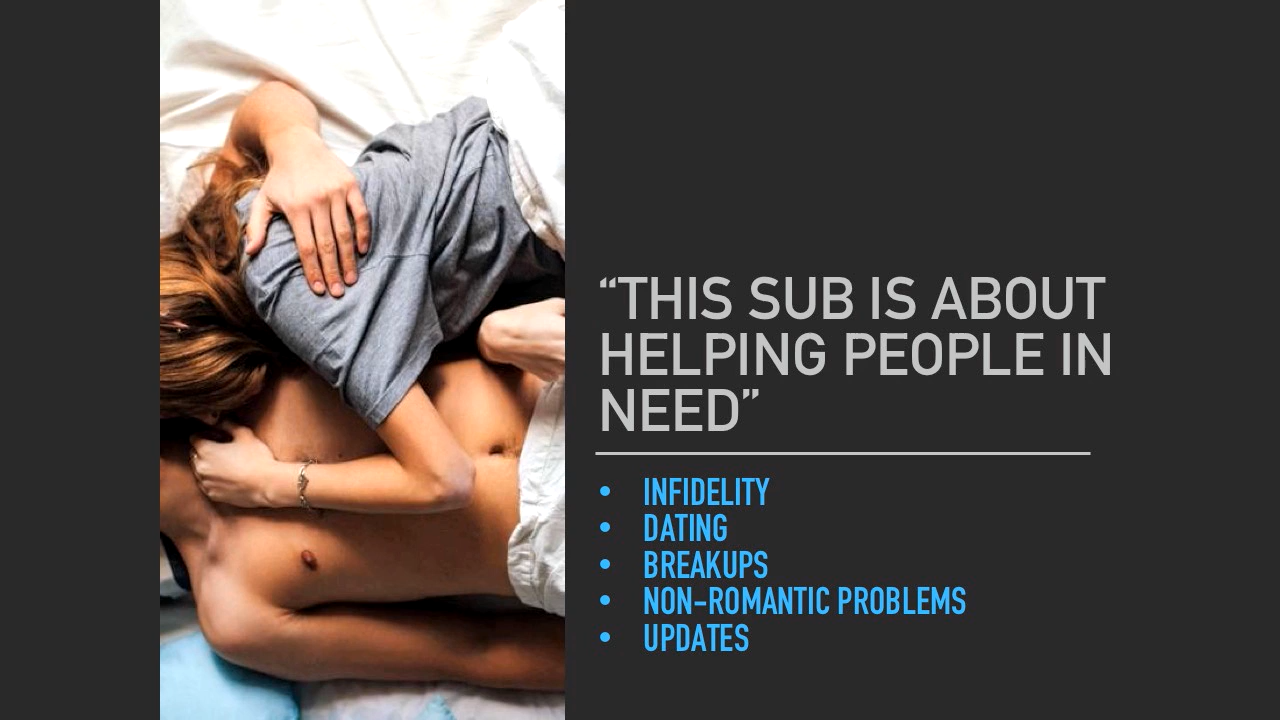 “THIS SUB IS ABOUT
HELPING PEOPLE IN
NEED”
• INFIDELITY
• DATING
• BREAKUPS
• NON-ROMANTIC PROBLEMS
• UPDATES